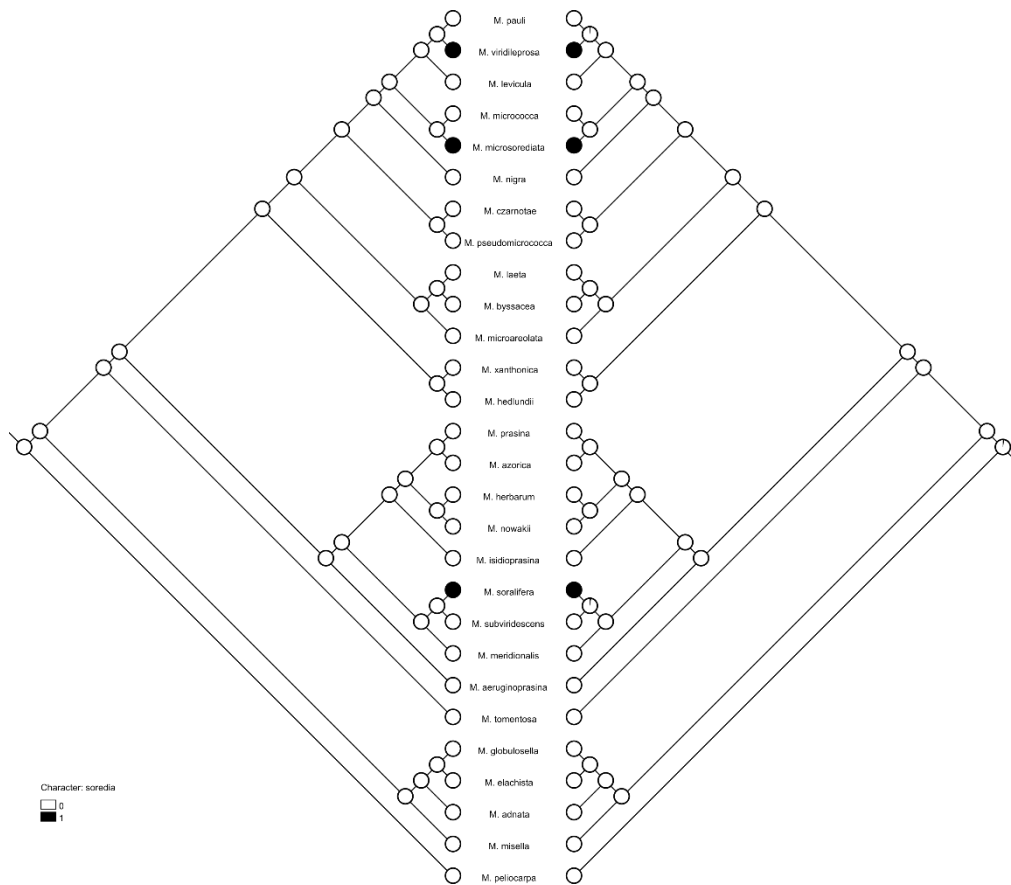 M. pauli
M. viridileprosa
M. levicula
M. micrococca
M. microsorediata
M. nigra
M. czarnotae
M. pseudomicrococca
M. laeta
M. byssacea
M. microareolata
M. xanthonica
M. hedlundii
M. prasina
M. azorica
M. herbarum
M. nowakii
M. isidioprasina
M. soralifera
M. subviridescens
M. meridionalis
M. aeruginoprasina
M. tomentosa
M. globulosella
M. elachista
M. adnata
M. misella
M. peliocarpa
Character: soredia
0
1